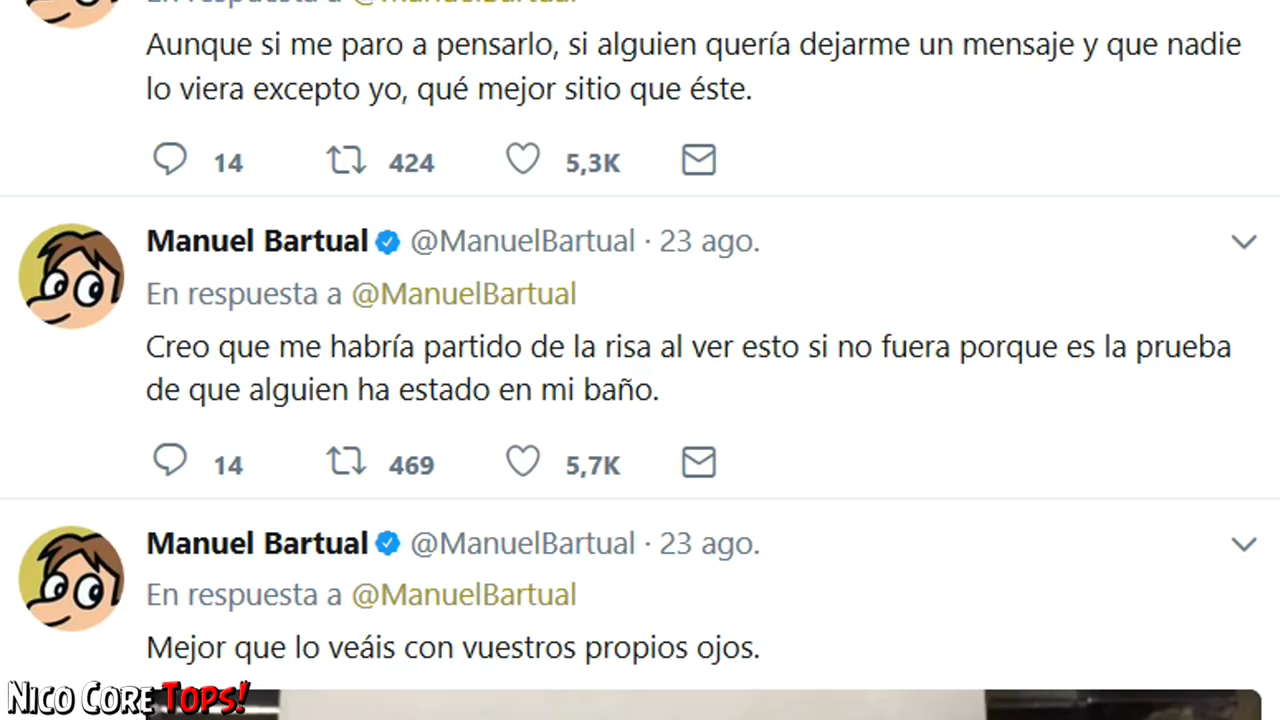 En respuesta a @ManuelBartual
Aunque si me paro a pensarlo, si alguien quería dejarme un mensaje y que nadie
lo viera excepto yo, qué mejor sitio que éste.
14 424 5,3K
Manuel Bartual @ManuelBartual · 23 ago.
En respuesta a @ManuelBartual
Creo que me habría partido de la risa al ver esto si no fuera porque es la prueba
de que alguien ha estado en mi baño.
14 469 5,7K
Manuel Bartual @ManuelBartual · 23 ago.
En respuesta a @ManuelBartual
Mejor que lo veáis con vuestros propios ojos.
Nico Core Tops!